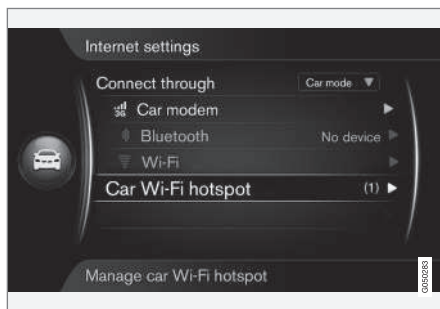 Internet settings
Connect through Car mode
3G Car modem
Bluetooth No device
Wi-Fi
Car Wi-Fi hotspot (1)
Manage car Wi-Fi hotspot
G050283